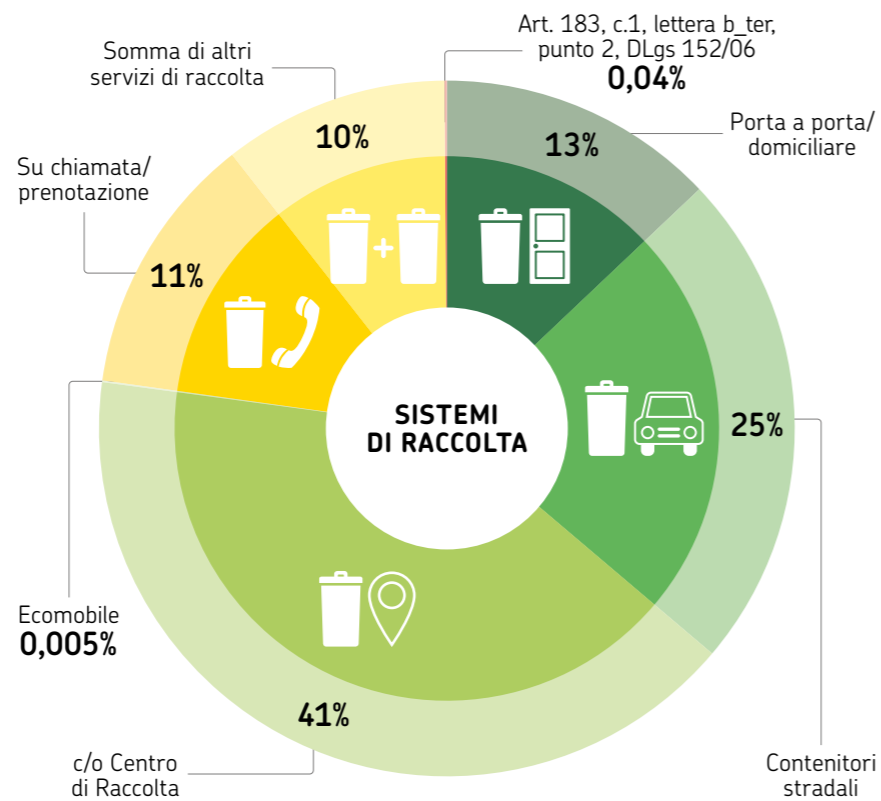 Art. 183, c.1, lettera b_ter,
punto 2, DLgs 152/06
0,04%
Somma di altri
servizi di raccolta
10%
13%
Porta a porta/
domiciliare
Su chiamata/
prenotazione
11%
+
SISTEMI
DI RACCOLTA
25%
Ecomobile
0,005%
41%
c/o Centro
di Raccolta
Contenitori
stradali